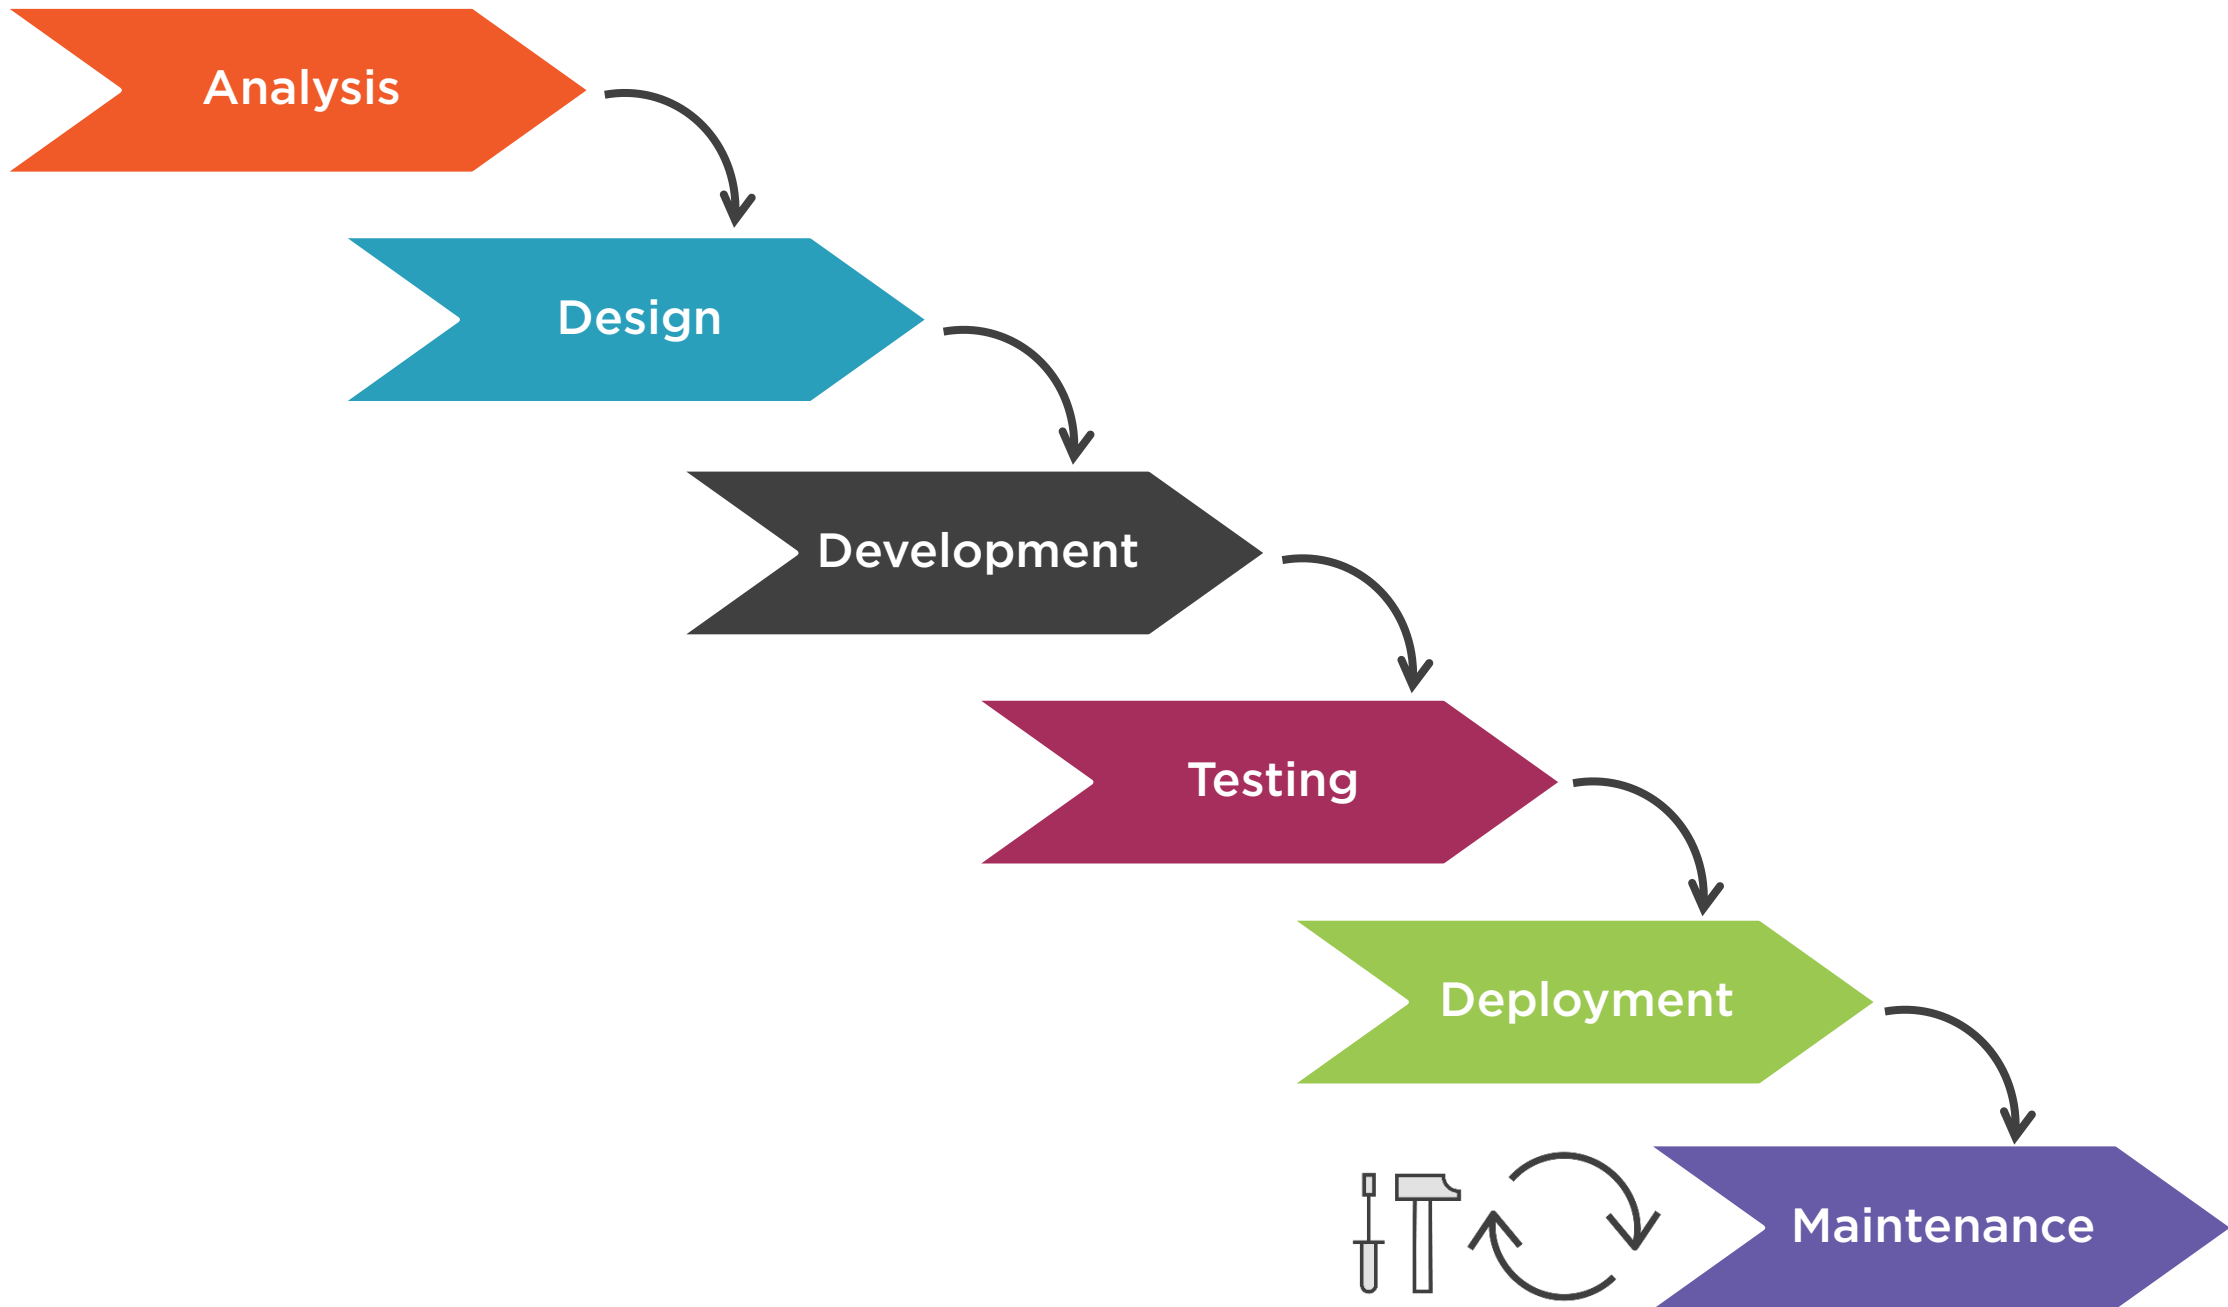 Analysis
Design
Development
Testing
Deployment
Maintenance